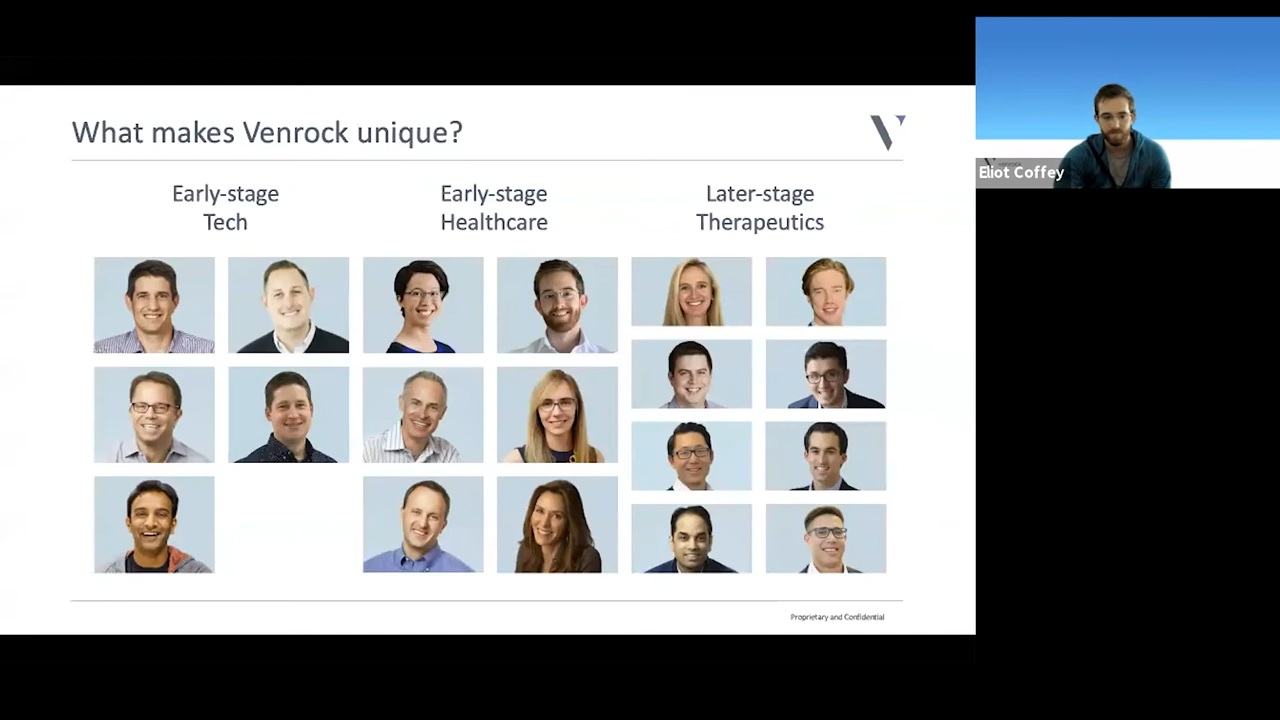 What makes Venrock unique?
Early-stage
Tech
Early-stage
Healthcare
Later-stage
Therapeutics
Proprietary and Confidential
Eliot Coffey